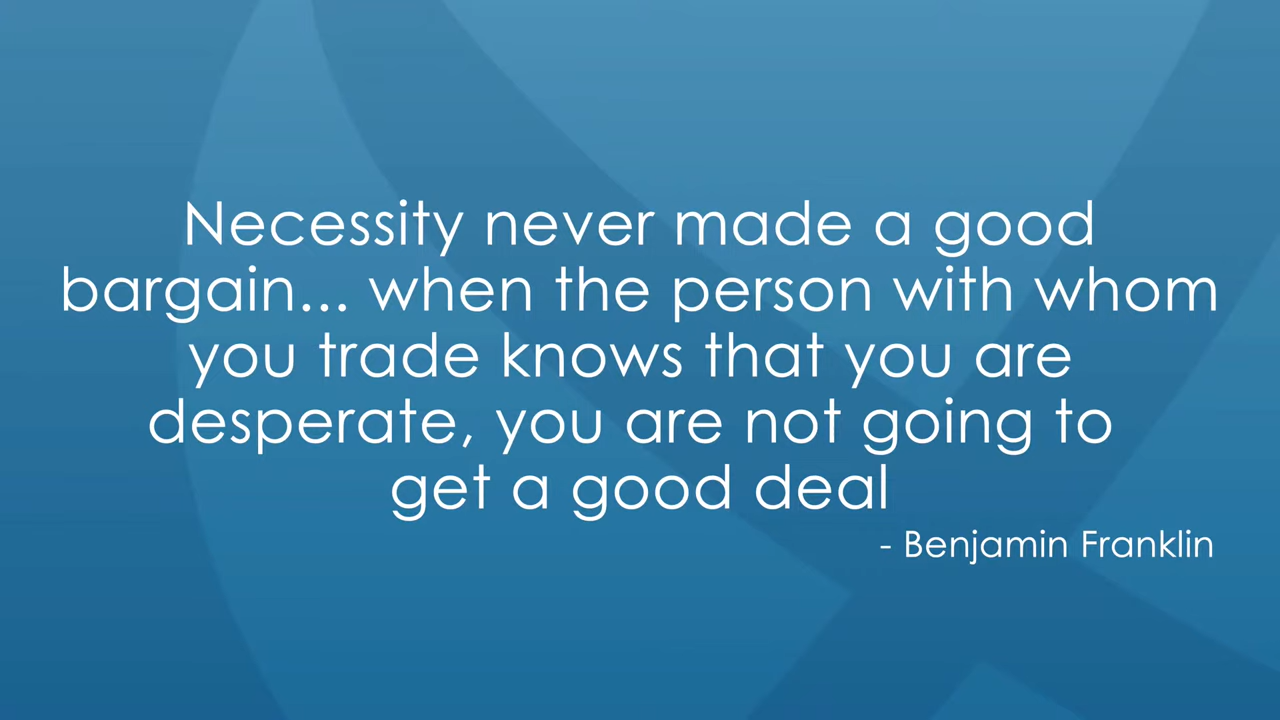 Necessity never made a good
bargain... when the person with whom
you trade knows that you are
desperate, you are not going to
get a good deal
- Benjamin Franklin